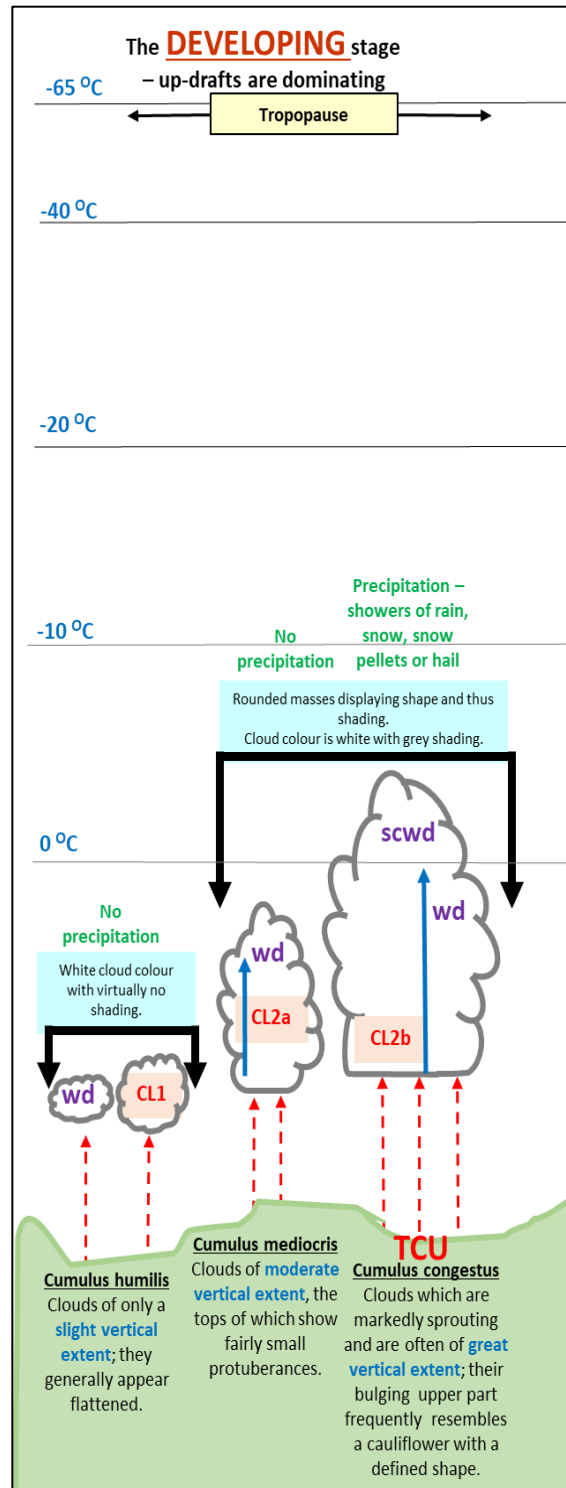 The DEVELOPING stage
– up-drafts are dominating
-65 ᴼC
Tropopause
-40 ᴼC
-20 ᴼC
-10 ᴼC
No
precipitation
Precipitation –
showers of rain,
snow, snow
pellets or hail
Rounded masses displaying shape and thus
shading.
Cloud colour is white with grey shading.
0 ᴼC
scwd
wd
No
precipitation
wd
White cloud colour
with virtually no
shading.
CL2a
CL2b
wd
CL1
Cumulus humilis
Clouds of only a
slight vertical
extent; they
generally appear
flattened.
Cumulus mediocris
Clouds of moderate
vertical extent, the
tops of which show
fairly small
protuberances.
TCU
Cumulus congestus
Clouds which are
markedly sprouting
and are often of great
vertical extent; their
bulging upper part
frequently resembles
a cauliflower with a
defined shape.